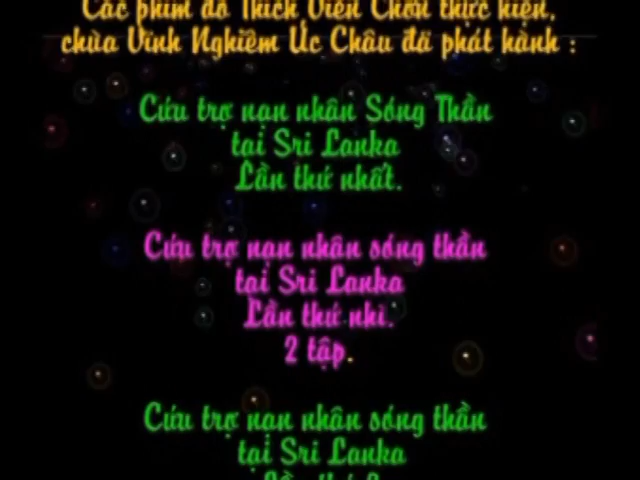 Các phim do Thích Viên Chơn thực hiện,
chùa Vĩnh Nghiêm Úc Châu đã phát hành :
Cứu trợ nạn nhân Sóng Thần
tại Sri Lanka
Lần thứ nhất.
Cứu trợ nạn nhân sóng thần
tại Sri Lanka
Lần thứ nhì.
2 tập.
Cứu trợ nạn nhân sóng thần
tại Sri Lanka
Lần thứ